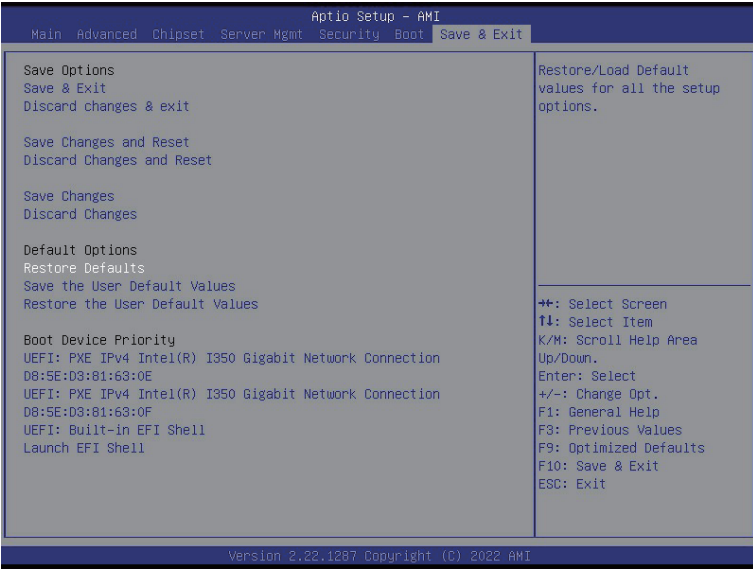 Aptio Setup - AMI
Main Advanced Chipset Server Mgmt Security Boot Save & Exit
Save Options
Save & Exit
Discard changes & exit
Save Changes and Reset
Discard Changes and Reset
Save Changes
Discard Changes
Default Options
Restore Defaults
Save the User Default Values
Restore the User Default Values
Boot Device Priority
UEFI: PXE IPv4 Intel(R) I350 Gigabit Network Connection
D8:5E:D3:81:63:0E
UEFI: PXE IPv4 Intel(R) I350 Gigabit Network Connection
D8:5E:D3:81:63:0F
UEFI: Built-in EFI Shell
Launch EFI Shell
Restore/Load Default
values for all the setup
options.
→←: Select Screen
↑↓: Select Item
K/M: Scroll Help Area
Up/Down.
Enter: Select
+/-: Change Opt.
F1: General Help
F3: Previous Values
F9: Optimized Defaults
F10: Save & Exit
ESC: Exit
Version 2.22.1287 Copyright (C) 2022 AMI